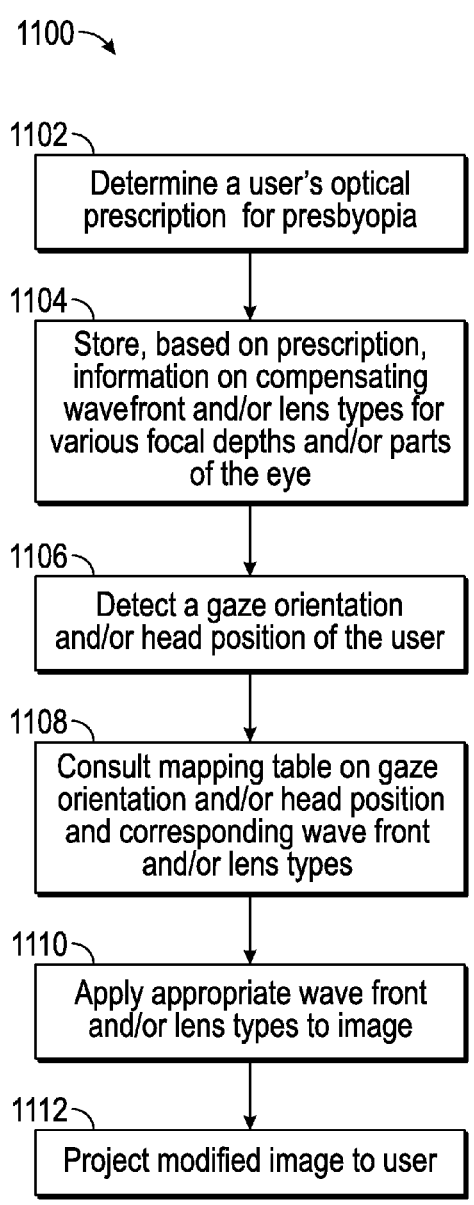 1100
1102
Determine a user's optical
prescription for presbyopia
1104
Store, based on prescription,
information on compensating
wavefront and/or lens types for
various focal depths and/or parts
of the eye
1106
Detect a gaze orientation
and/or head position of the user
1108
Consult mapping table on gaze
orientation and/or head position
and corresponding wave front
and/or lens types
1110
Apply appropriate wave front
and/or lens types to image
1112
Project modified image to user